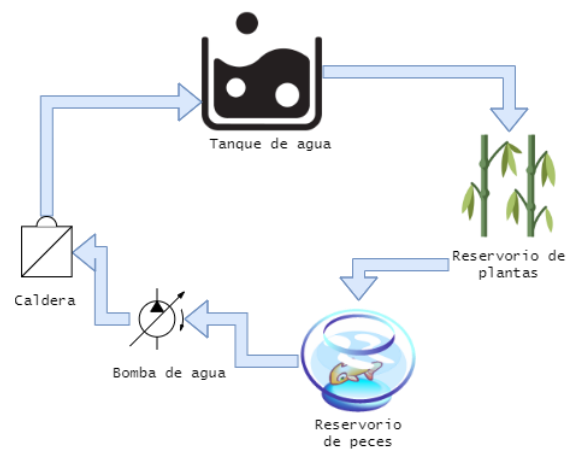 Tanque de agua
Reservorio de
plantas
Caldera
Bomba de agua
Reservorio
de peces